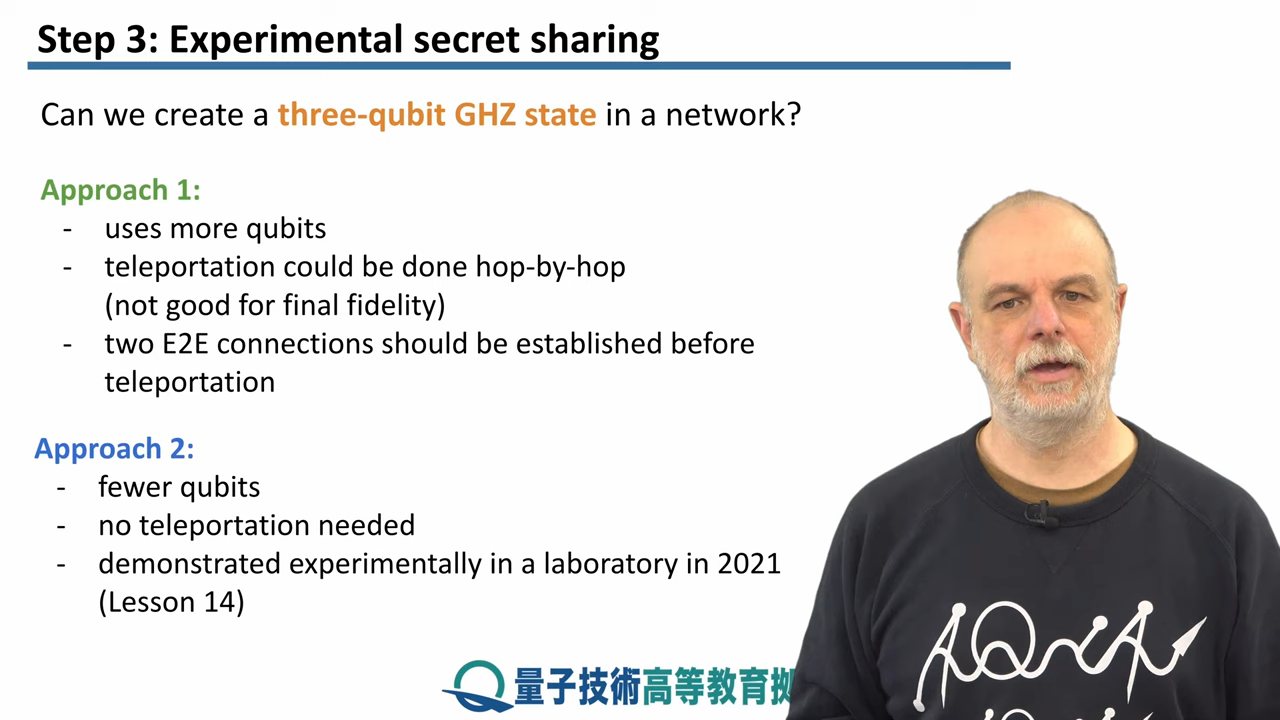 Step 3: Experimental secret sharing
Can we create a three-qubit GHZ state in a network?
Approach 1:
- uses more qubits
- teleportation could be done hop-by-hop
(not good for final fidelity)
- two E2E connections should be established before
teleportation
Approach 2:
- fewer qubits
- no teleportation needed
- demonstrated experimentally in a laboratory in 2021
(Lesson 14)
量子技術高等教育拠
AQUA